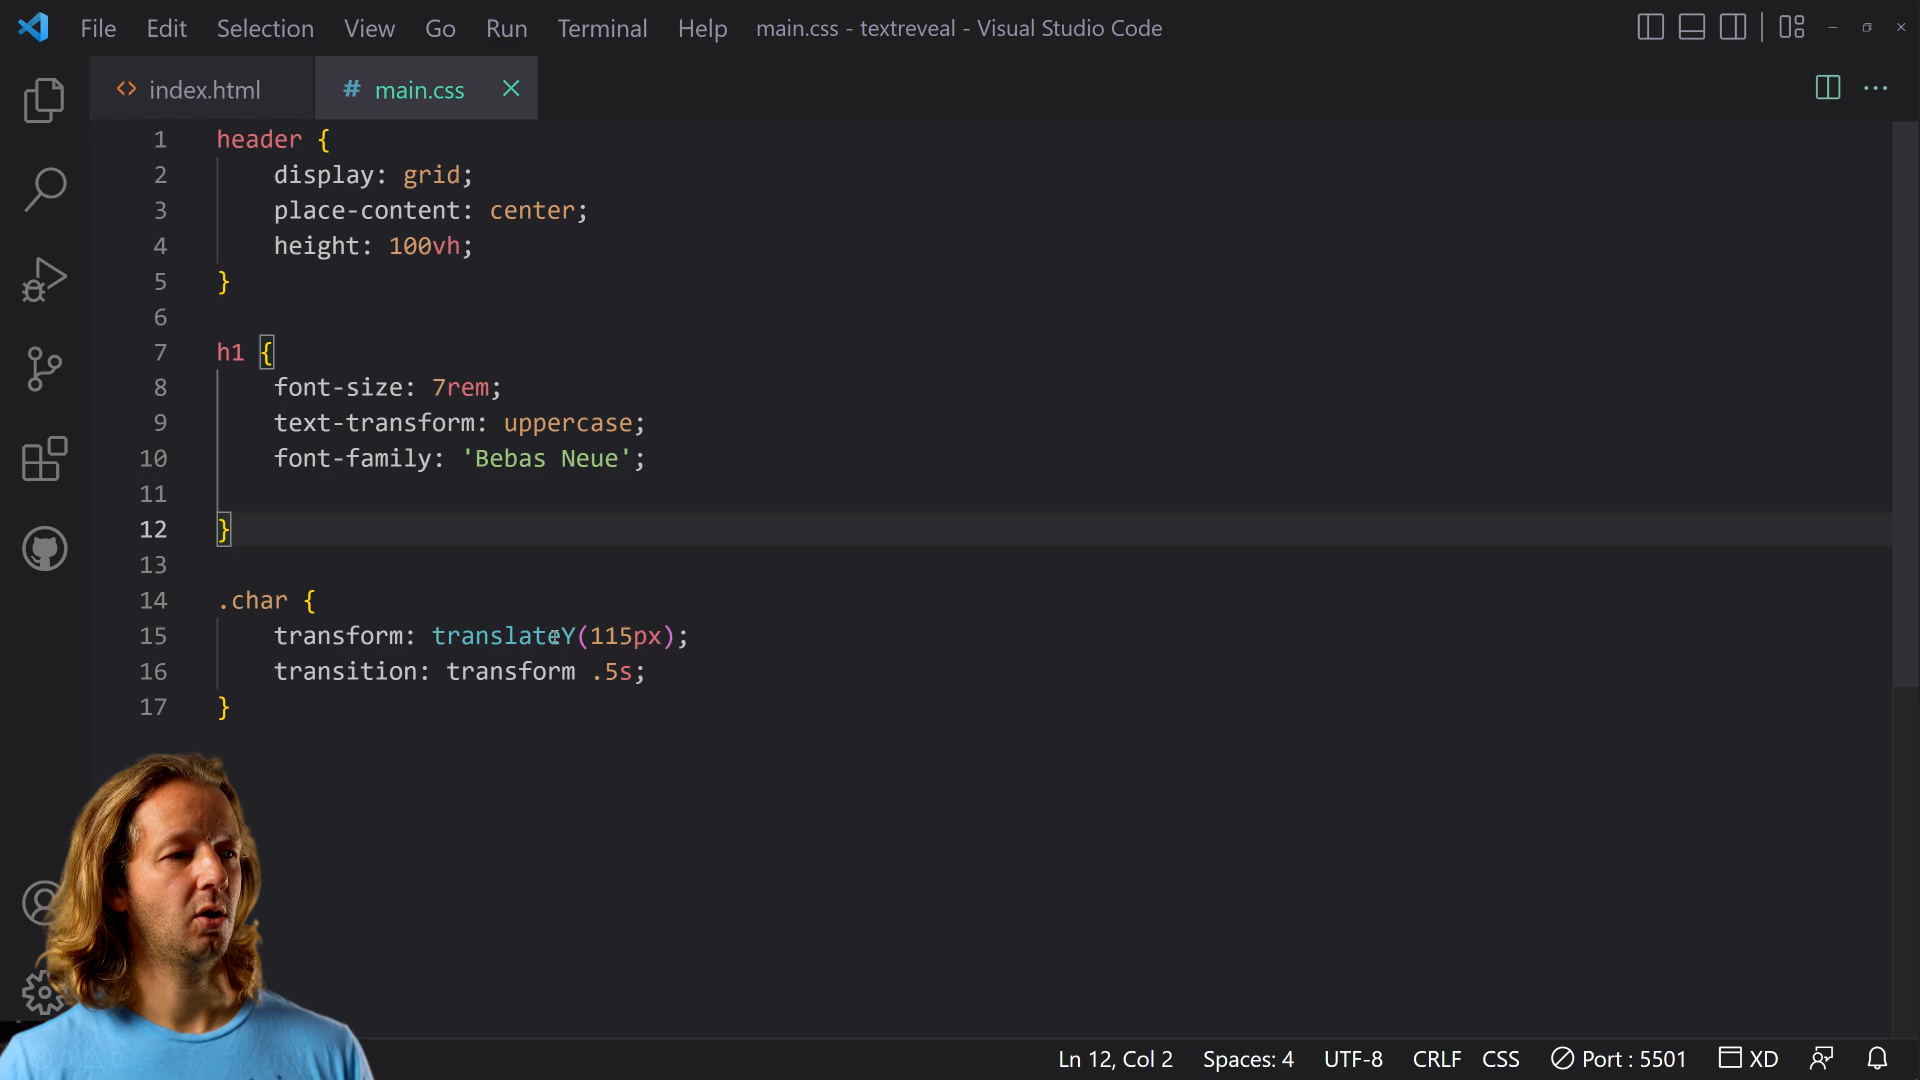 File Edit Selection View Go Run Terminal Help main.css - textreveal - Visual Studio Code
<> index.html # main.css
1 header {
2     display: grid;
3     place-content: center;
4     height: 100vh;
5 }
6
7 h1 {
8     font-size: 7rem;
9     text-transform: uppercase;
10     font-family: 'Bebas Neue';
11
12 }
13
14 .char {
15     transform: translateY(115px);
16     transition: transform .5s;
17 }
Ln 12, Col 2 Spaces: 4 UTF-8 CRLF CSS Port : 5501 XD